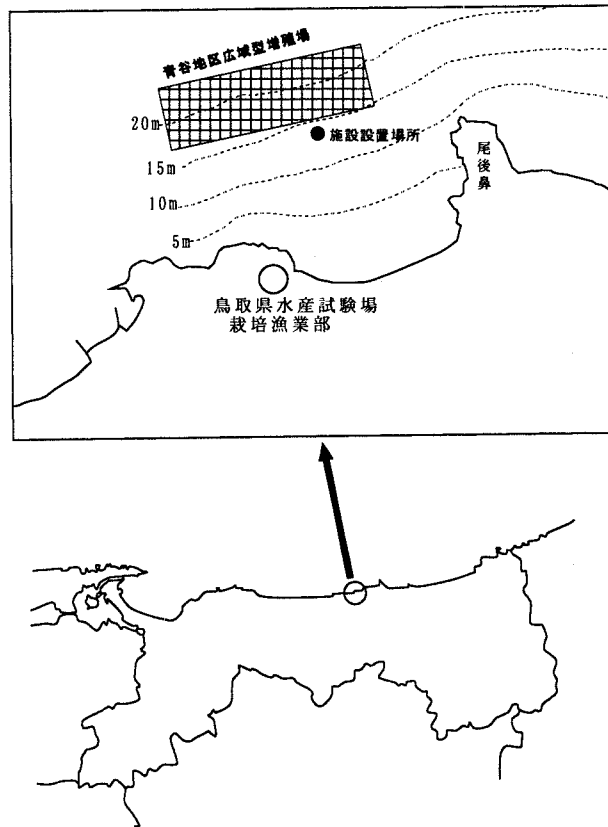 青谷地区広域型増殖場
20m
施設設置場所
15m
尾後鼻
10m
5m
鳥取県水産試験場
栽培漁業部